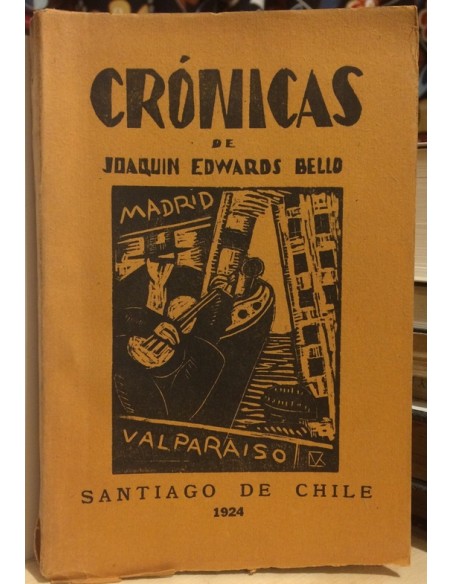 CRÓNICAS
DE
JOAQUIN EDWARDS BELLO
MADRID
VALPARAISO
SANTIAGO DE CHILE
1924